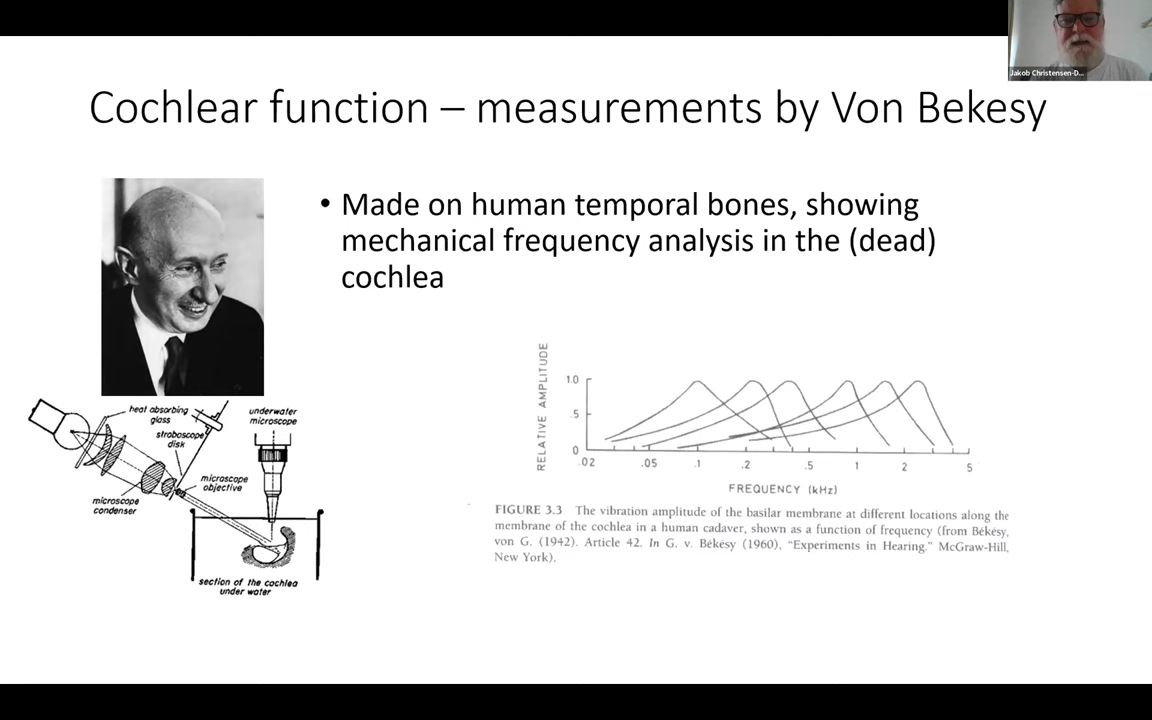 Jakob Christensen-D...
Cochlear function – measurements by Von Bekesy
• Made on human temporal bones, showing
mechanical frequency analysis in the (dead)
cochlea
heat absorbing
glass
stroboscope
disk
underwater
microscope
microscope
objective
microscope
condenser
section of the cochlea
under water
RELATIVE AMPLITUDE
1.0
.5
0
.02 .05 .1 .2 .5 1 2 5
FREQUENCY (kHz)
FIGURE 3.3 The vibration amplitude of the basilar membrane at different locations along the
membrane of the cochlea in a human cadaver, shown as a function of frequency (from Békésy,
von G. (1942). Article 42. In G. v. Békésy (1960), "Experiments in Hearing." McGraw-Hill,
New York).